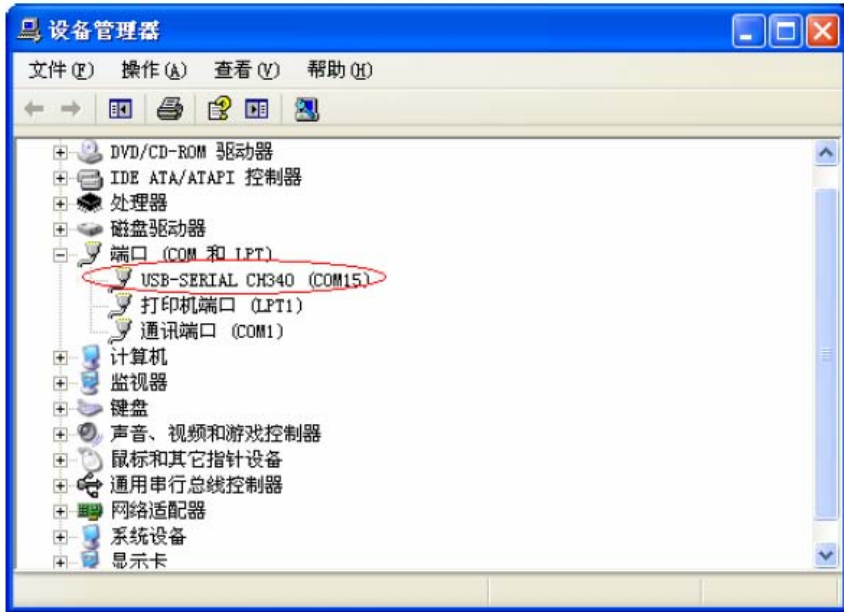 设备管理器
文件(F) 操作(A) 查看(V) 帮助(H)
DVD/CD-ROM 驱动器
IDE ATA/ATAPI 控制器
处理器
磁盘驱动器
端口 (COM 和 LPT)
USB-SERIAL CH340 (COM15)
打印机端口 (LPT1)
通讯端口 (COM1)
计算机
监视器
键盘
声音、视频和游戏控制器
鼠标和其它指针设备
通用串行总线控制器
网络适配器
系统设备
显示卡